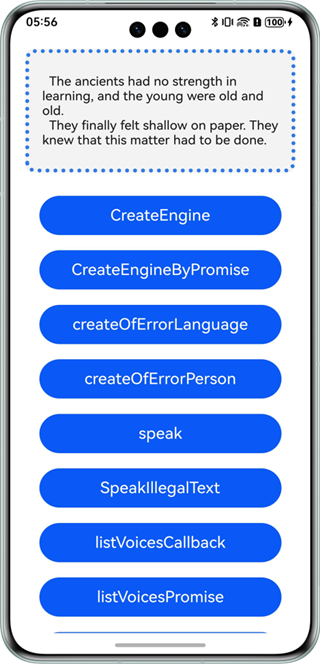 05:56
100
The ancients had no strength in
learning, and the young were old and
old.
They finally felt shallow on paper. They
knew that this matter had to be done.
CreateEngine
CreateEngineByPromise
createOfErrorLanguage
createOfErrorPerson
speak
SpeakIllegalText
listVoicesCallback
listVoicesPromise